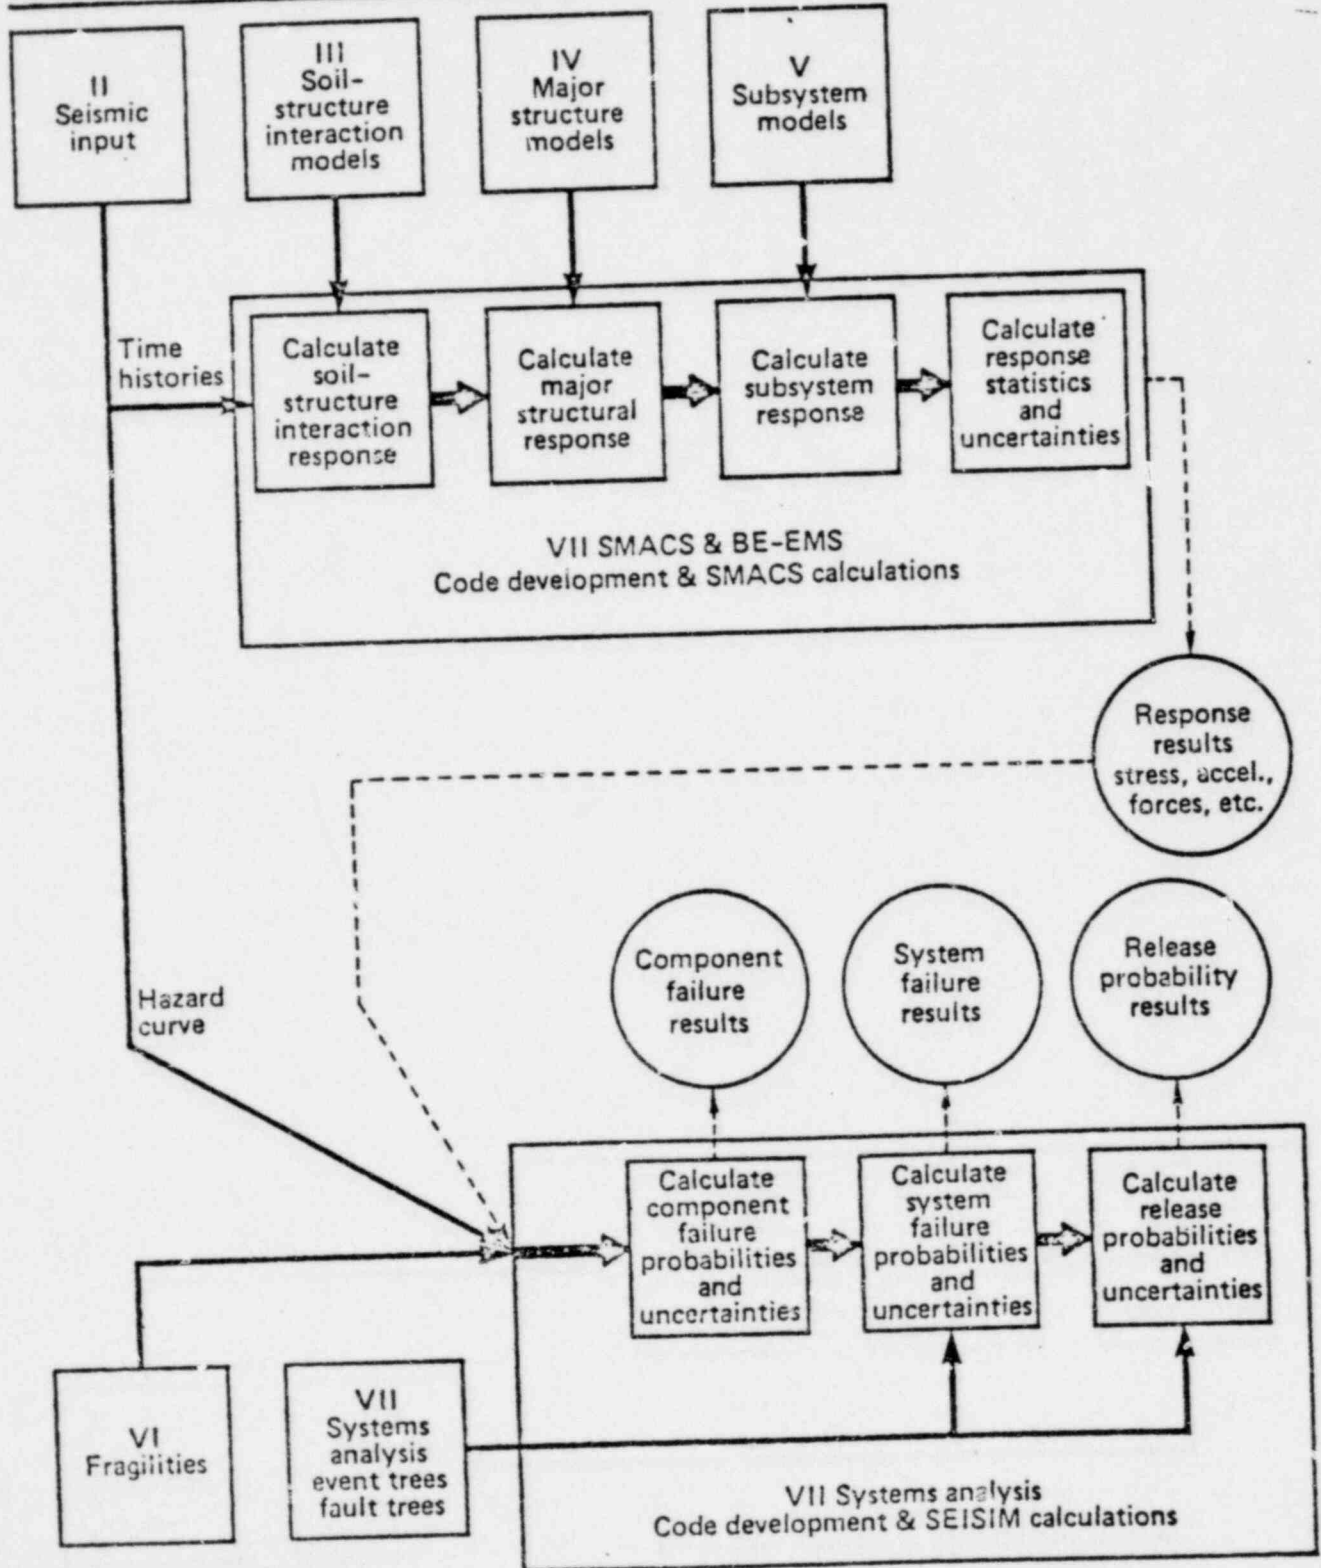 II
Seismic
input
III
Soil-
structure
interaction
models
IV
Major
structure
models
V
Subsystem
models
Time
histories
Calculate
soil-
structure
interaction
response
Calculate
major
structural
response
Calculate
subsystem
response
Calculate
response
statistics
and
uncertainties
VII SMACS & BE-EMS
Code development & SMACS calculations
Response
results
stress, accel.,
forces, etc.
Component
failure
results
System
failure
results
Release
probability
results
Hazard
curve
Calculate
component
failure
probabilities
and
uncertainties
Calculate
system
failure
probabilities
and
uncertainties
Calculate
release
probabilities
and
uncertainties
VI
Fragilities
VII
Systems
analysis
event trees
fault trees
VII Systems analysis
Code development & SEISIM calculations